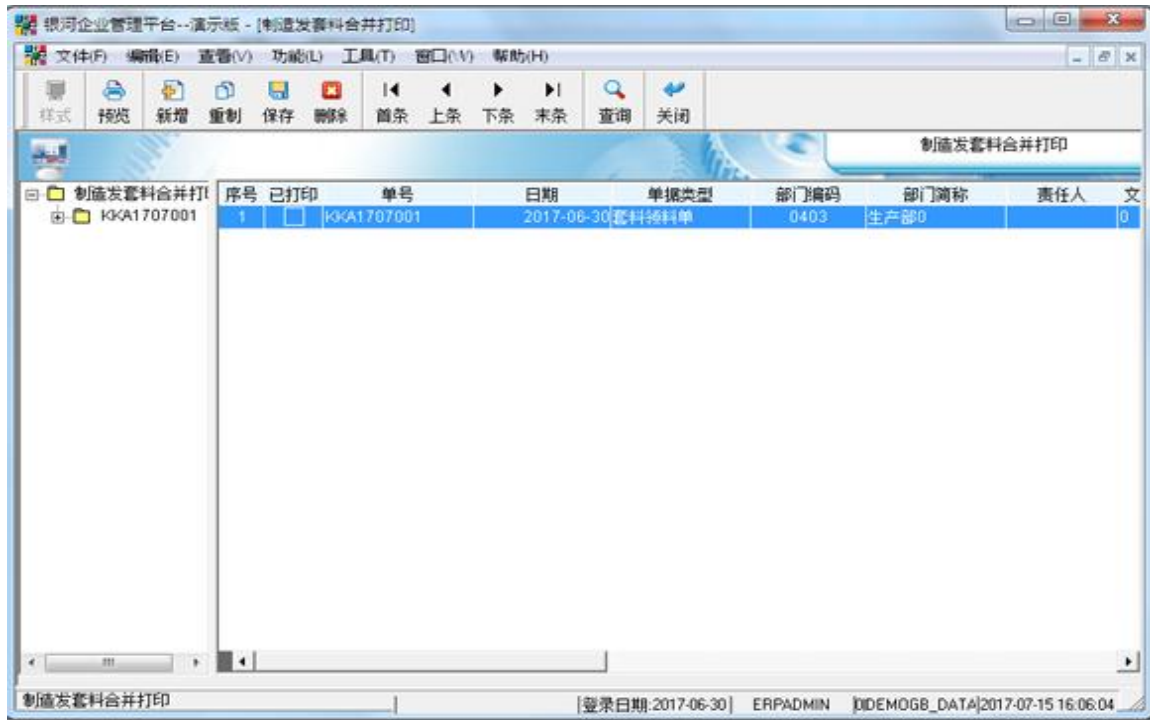 银河企业管理平台--演示版 - [制造发套料合并打印]
文件(F) 编辑(E) 查看(V) 功能(L) 工具(T) 窗口(W) 帮助(H)
样式 预览 新增 重制 保存 删除 首条 上条 下条 末条 查询 关闭
制造发套料合并打印
制造发套料合并打
KKA1707001
序号 已打印 单号 日期 单据类型 部门编码 部门简称 责任人 文
1 KKA1707001 2017-06-30 套料领料单 0403 生产部0 0
制造发套料合并打印 登录日期:2017-06-30 ERPADMIN DEMOGB_DATA 2017-07-15 16:06:04